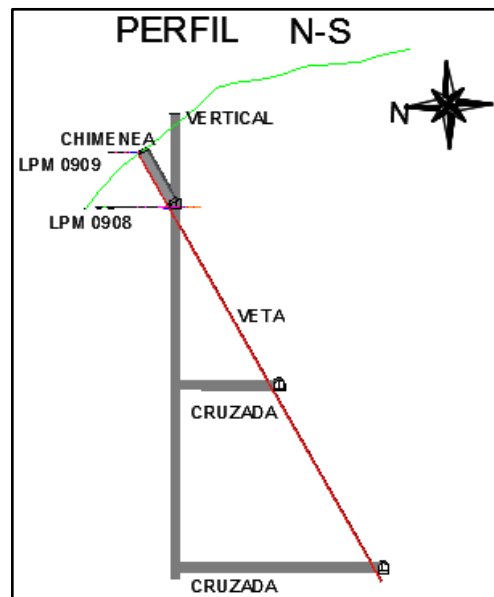 PERFIL N-S
N
VERTICAL
CHIMENEA
LPM 0909
LPM 0908
VETA
CRUZADA
CRUZADA